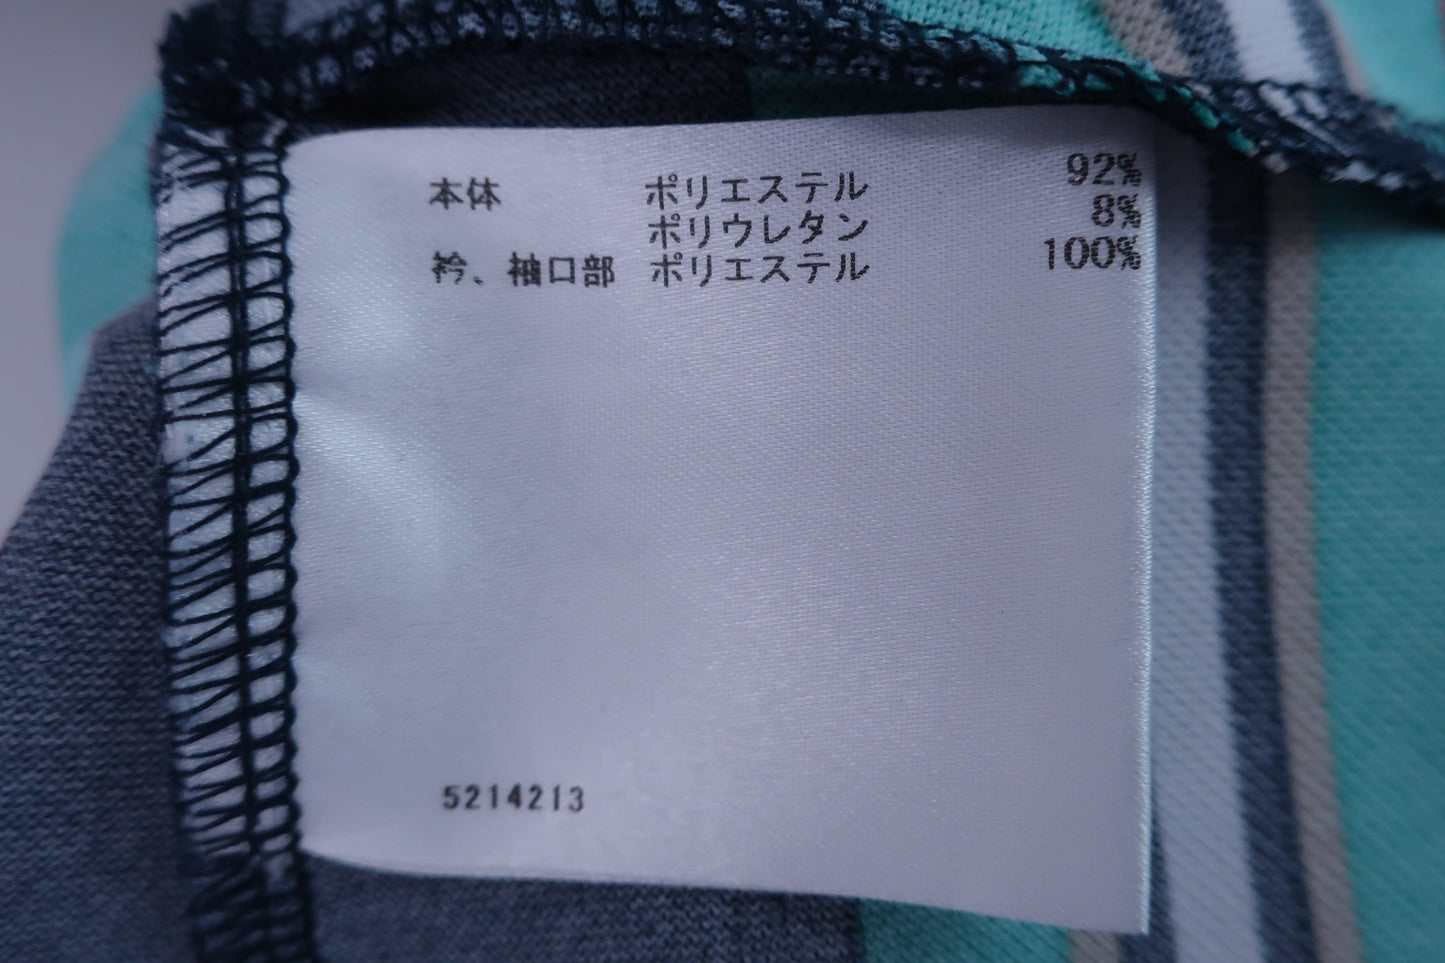 本体 ポリエステル 92%
ポリウレタン 8%
衿、袖口部 ポリエステル 100%
5214213